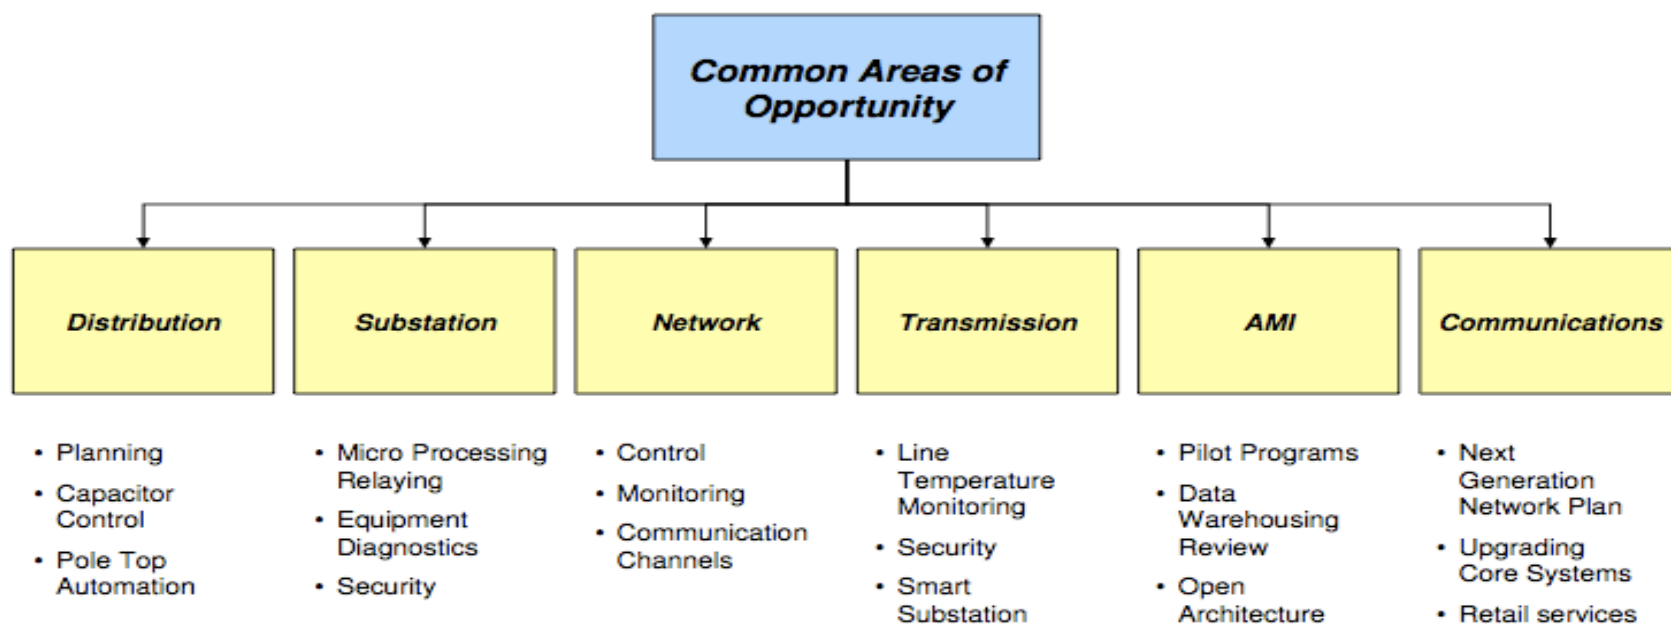 Common Areas of
Opportunity
Distribution
Substation
Network
Transmission
AMI
Communications
• Planning
• Capacitor
Control
• Pole Top
Automation
• Micro Processing
Relaying
• Equipment
Diagnostics
• Security
• Control
• Monitoring
• Communication
Channels
• Line
Temperature
Monitoring
• Security
• Smart
Substation
• Pilot Programs
• Data
Warehousing
Review
• Open
Architecture
• Next
Generation
Network Plan
• Upgrading
Core Systems
• Retail services